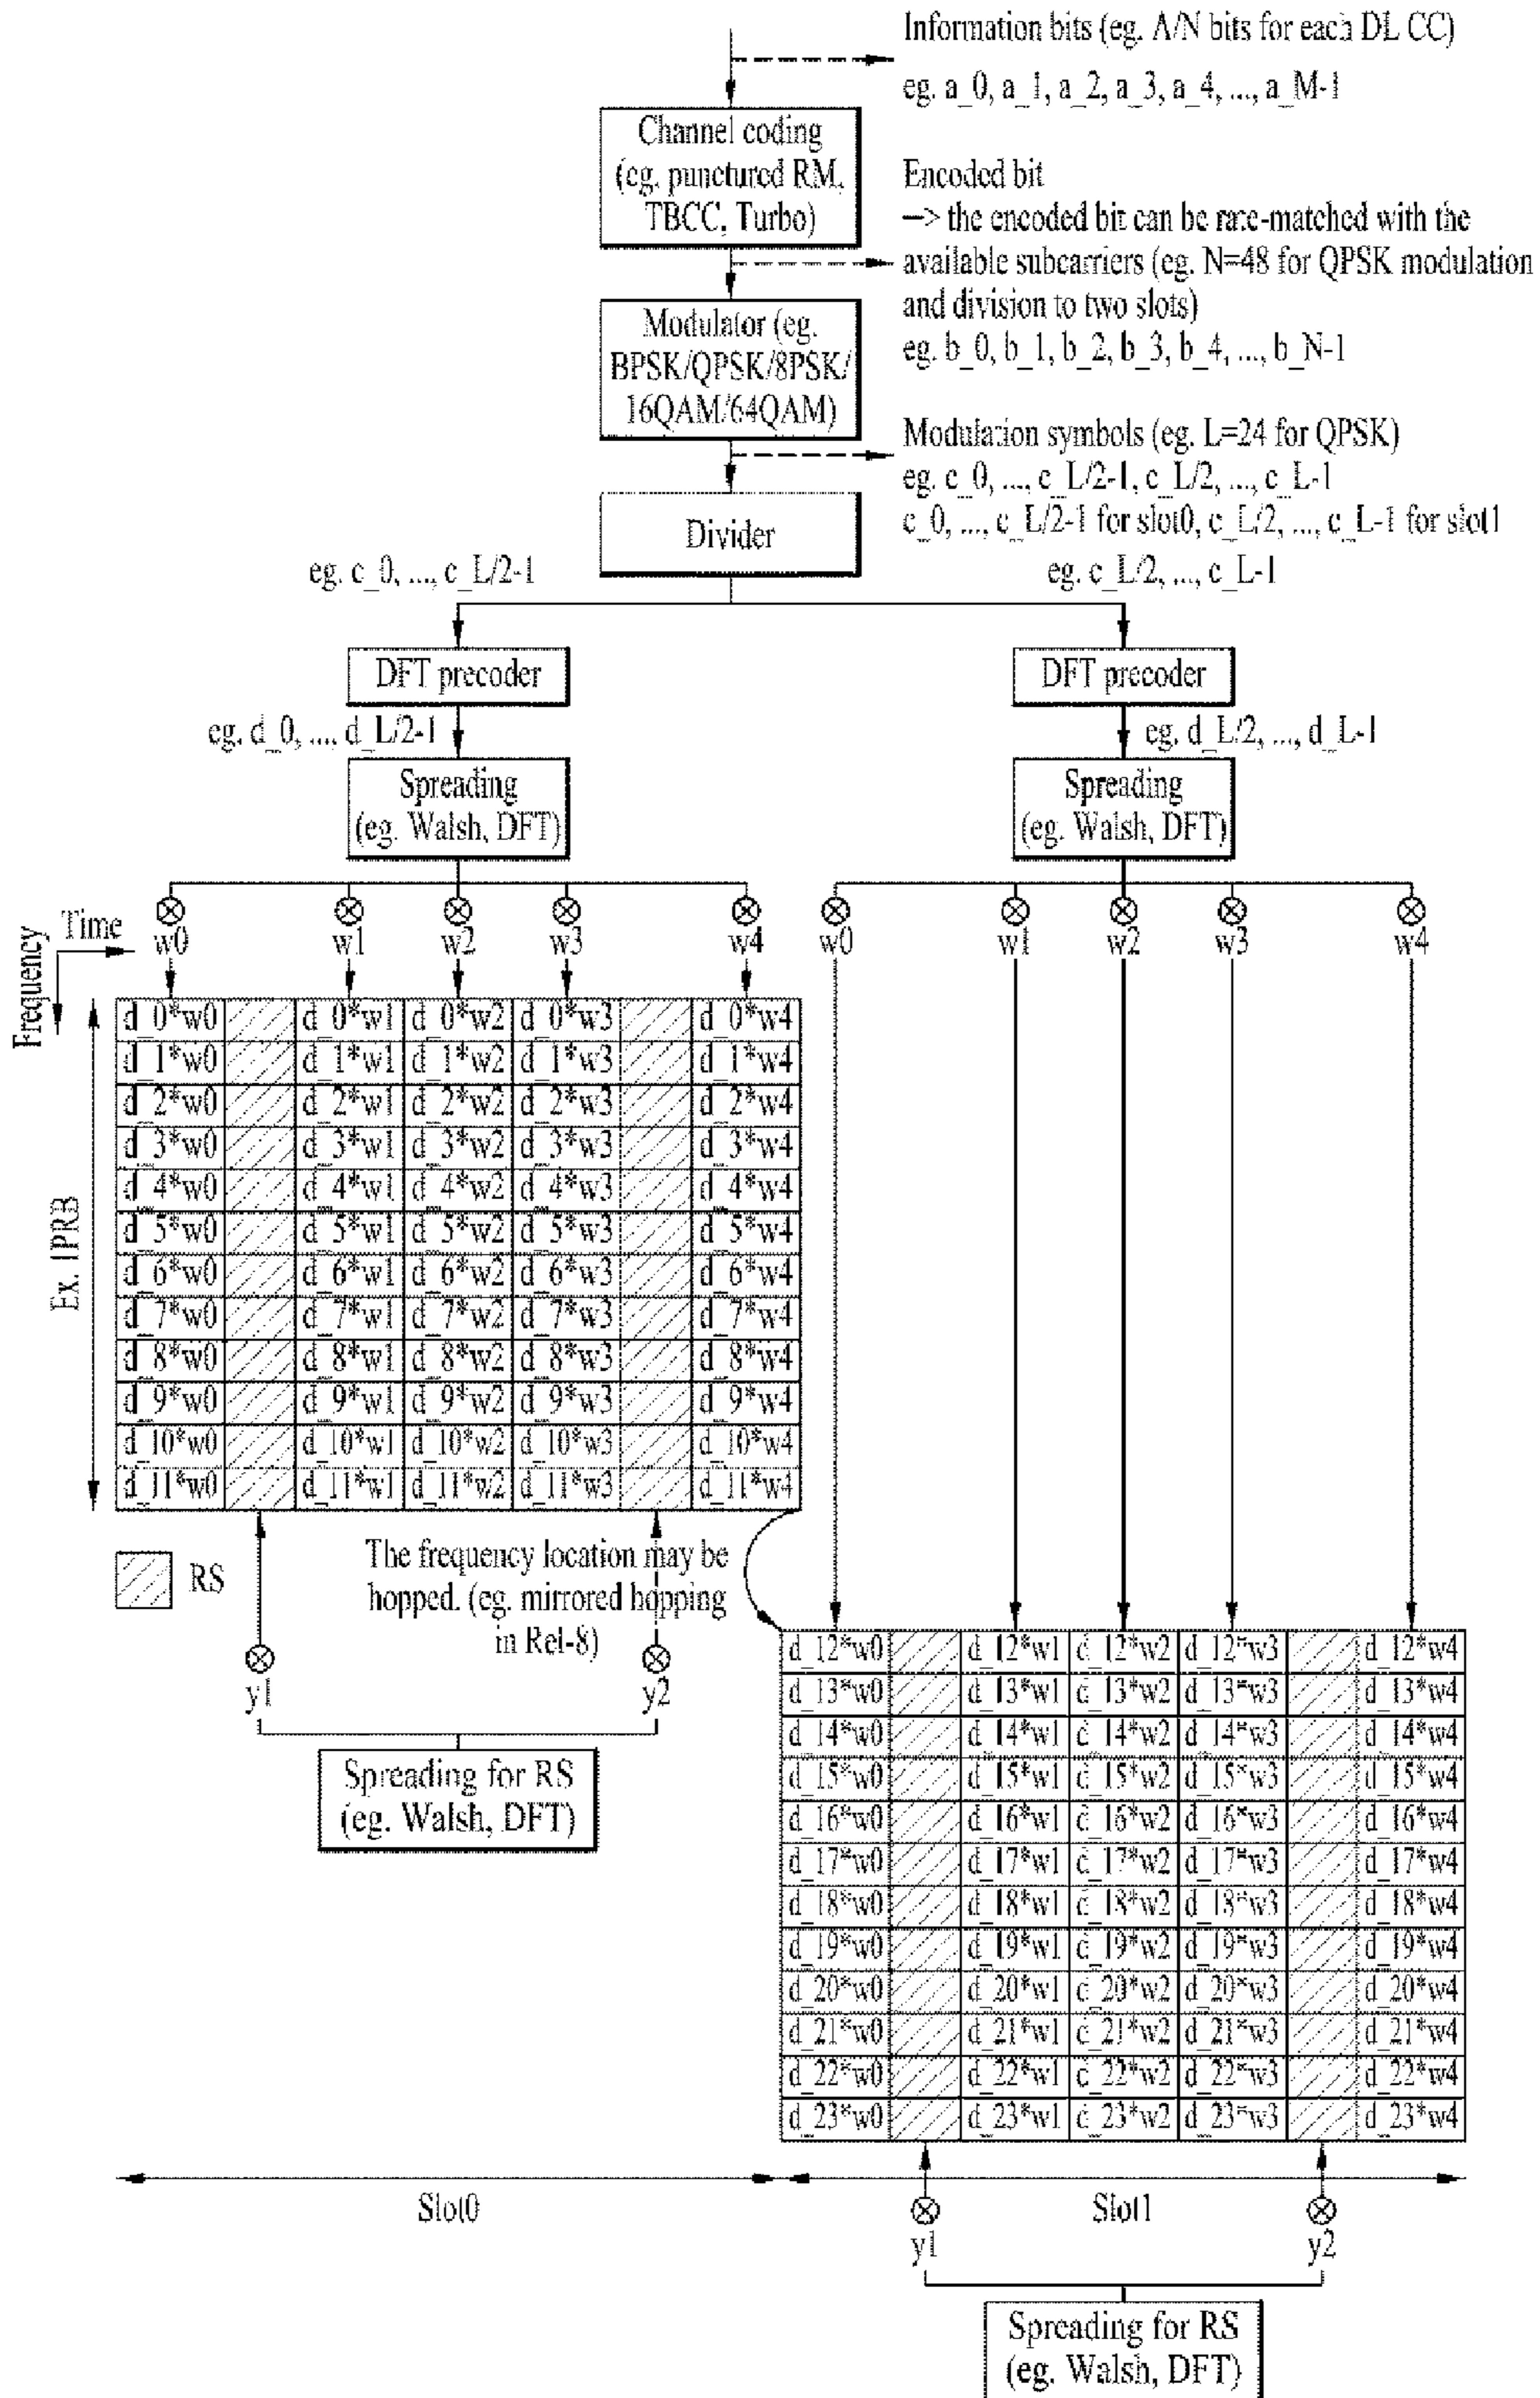 Information bits (eg. A/N bits for each DL CC)
eg. a_0, a_1, a_2, a_3, a_4, ..., a_M-1
Channel coding
(eg. punctured RM,
TBCC, Turbo)
Encoded bit
—> the encoded bit can be rate-matched with the
available subcarriers (eg. N=48 for QPSK modulation
and division to two slots)
eg. b_0, b_1, b_2, b_3, b_4, ..., b_N-1
Modulator (eg.
BPSK/QPSK/8PSK/
16QAM/64QAM)
Modulation symbols (eg. L=24 for QPSK)
eg. c_0, ..., c_L/2-1, c_L/2, ..., c_L-1
c_0, ..., c_L/2-1 for slot0, c_L/2, ..., c_L-1 for slot1
Divider
eg. c_0, ..., c_L/2-1
eg. c_L/2, ..., c_L-1
DFT precoder
DFT precoder
eg. d_0, ..., d_L/2-1
eg. d_L/2, ..., d_L-1
Spreading
(eg. Walsh, DFT)
Spreading
(eg. Walsh, DFT)
Time
Frequency
w0 w1 w2 w3 w4 w0 w1 w2 w3 w4
d_0*w0 d_0*w1 d_0*w2 d_0*w3 d_0*w4
d_1*w0 d_1*w1 d_1*w2 d_1*w3 d_1*w4
d_2*w0 d_2*w1 d_2*w2 d_2*w3 d_2*w4
d_3*w0 d_3*w1 d_3*w2 d_3*w3 d_3*w4
d_4*w0 d_4*w1 d_4*w2 d_4*w3 d_4*w4
d_5*w0 d_5*w1 d_5*w2 d_5*w3 d_5*w4
d_6*w0 d_6*w1 d_6*w2 d_6*w3 d_6*w4
d_7*w0 d_7*w1 d_7*w2 d_7*w3 d_7*w4
d_8*w0 d_8*w1 d_8*w2 d_8*w3 d_8*w4
d_9*w0 d_9*w1 d_9*w2 d_9*w3 d_9*w4
d_10*w0 d_10*w1 d_10*w2 d_10*w3 d_10*w4
d_11*w0 d_11*w1 d_11*w2 d_11*w3 d_11*w4
Ex. 1PRB
RS
The frequency location may be
hopped. (eg. mirrored hopping
in Rel-8)
y1 y2
Spreading for RS
(eg. Walsh, DFT)
d_12*w0 d_12*w1 d_12*w2 d_12*w3 d_12*w4
d_13*w0 d_13*w1 d_13*w2 d_13*w3 d_13*w4
d_14*w0 d_14*w1 d_14*w2 d_14*w3 d_14*w4
d_15*w0 d_15*w1 d_15*w2 d_15*w3 d_15*w4
d_16*w0 d_16*w1 d_16*w2 d_16*w3 d_16*w4
d_17*w0 d_17*w1 d_17*w2 d_17*w3 d_17*w4
d_18*w0 d_18*w1 d_18*w2 d_18*w3 d_18*w4
d_19*w0 d_19*w1 d_19*w2 d_19*w3 d_19*w4
d_20*w0 d_20*w1 d_20*w2 d_20*w3 d_20*w4
d_21*w0 d_21*w1 d_21*w2 d_21*w3 d_21*w4
d_22*w0 d_22*w1 d_22*w2 d_22*w3 d_22*w4
d_23*w0 d_23*w1 d_23*w2 d_23*w3 d_23*w4
Slot0
Slot1
y1 y2
Spreading for RS
(eg. Walsh, DFT)